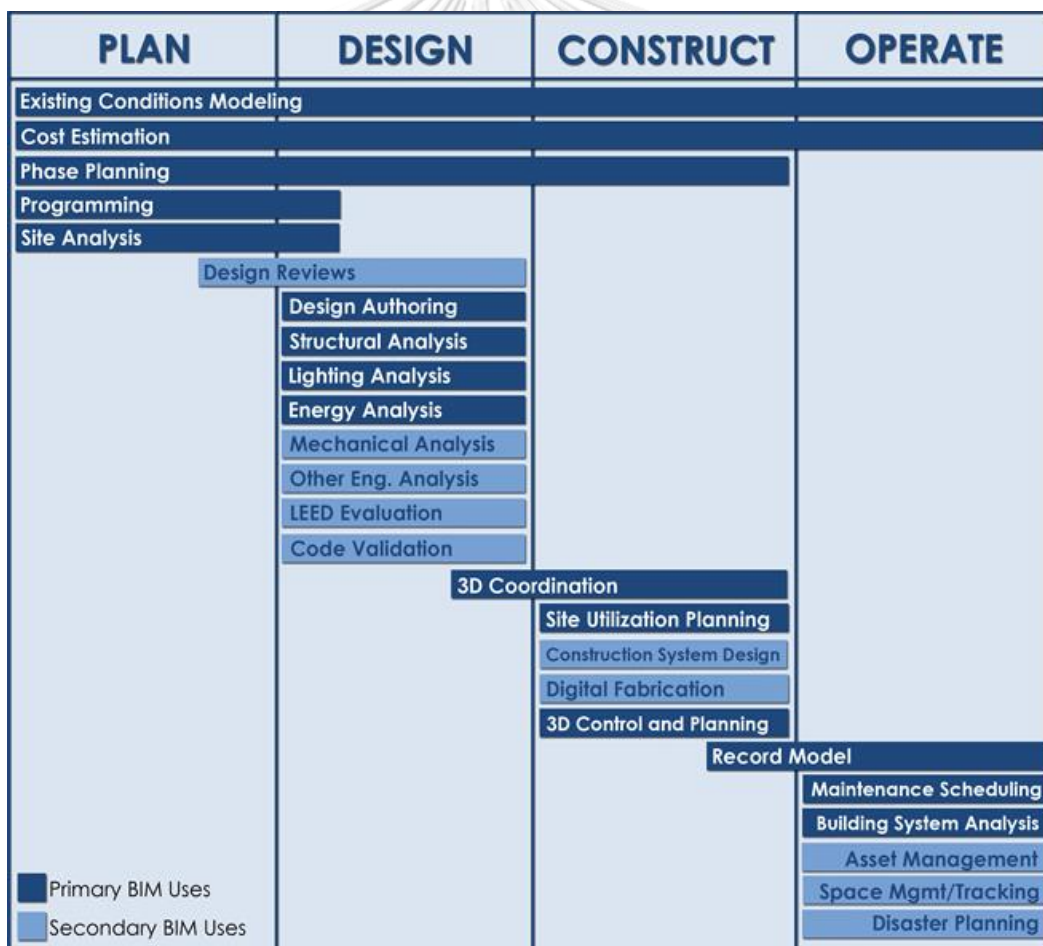 PLAN
DESIGN
CONSTRUCT
OPERATE
Existing Conditions Modeling
Cost Estimation
Phase Planning
Programming
Site Analysis
Design Reviews
Design Authoring
Structural Analysis
Lighting Analysis
Energy Analysis
Mechanical Analysis
Other Eng. Analysis
LEED Evaluation
Code Validation
3D Coordination
Site Utilization Planning
Construction System Design
Digital Fabrication
3D Control and Planning
Record Model
Maintenance Scheduling
Building System Analysis
Asset Management
Space Mgmt/Tracking
Disaster Planning
Primary BIM Uses
Secondary BIM Uses